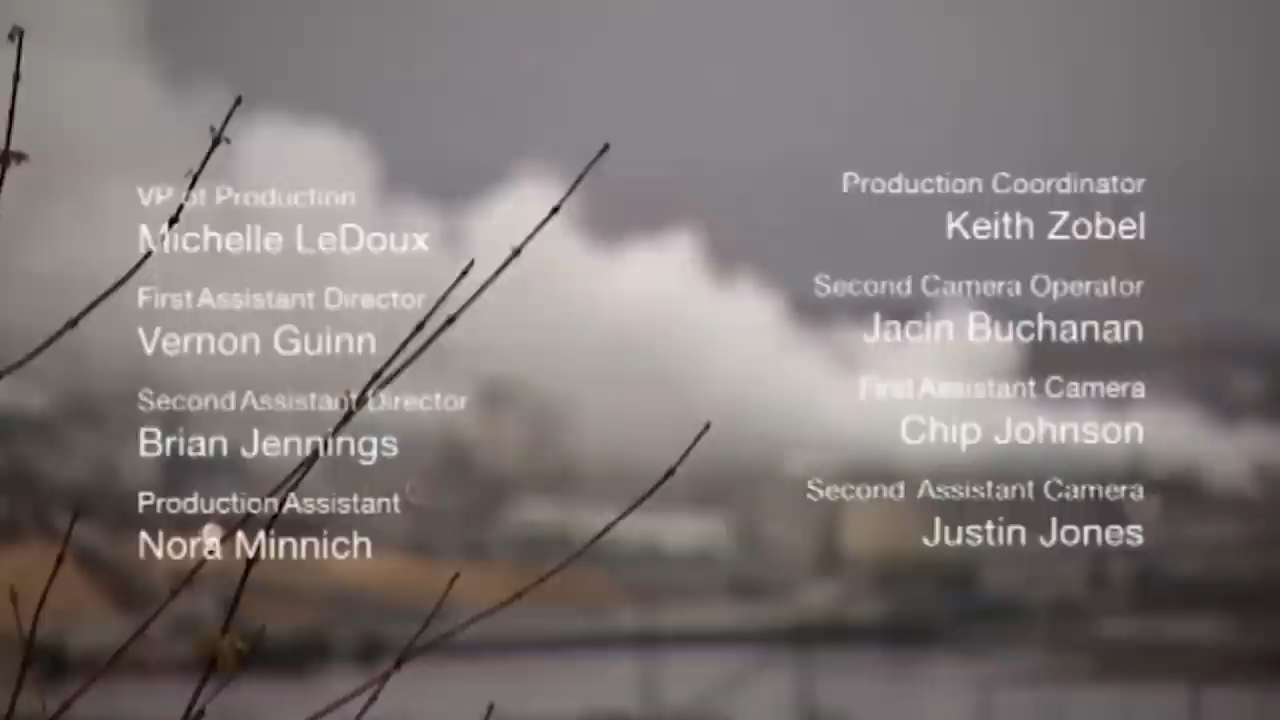 VP of Production
Michelle LeDoux
First Assistant Director
Vernon Guinn
Second Assistant Director
Brian Jennings
Production Assistant
Nora Minnich
Production Coordinator
Keith Zobel
Second Camera Operator
Jacin Buchanan
First Assistant Camera
Chip Johnson
Second Assistant Camera
Justin Jones